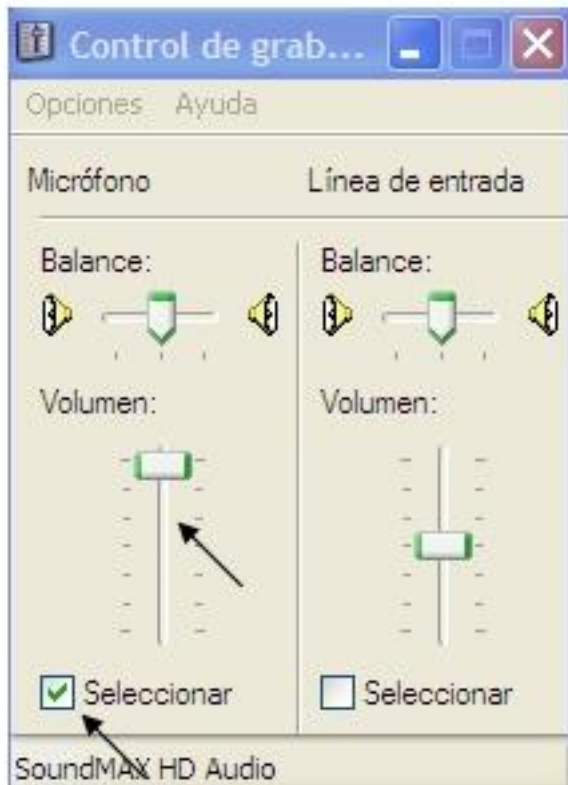 Control de grab...
Opciones Ayuda
Micrófono Línea de entrada
Balance: Balance:
Volumen: Volumen:
Seleccionar Seleccionar
SoundMAX HD Audio